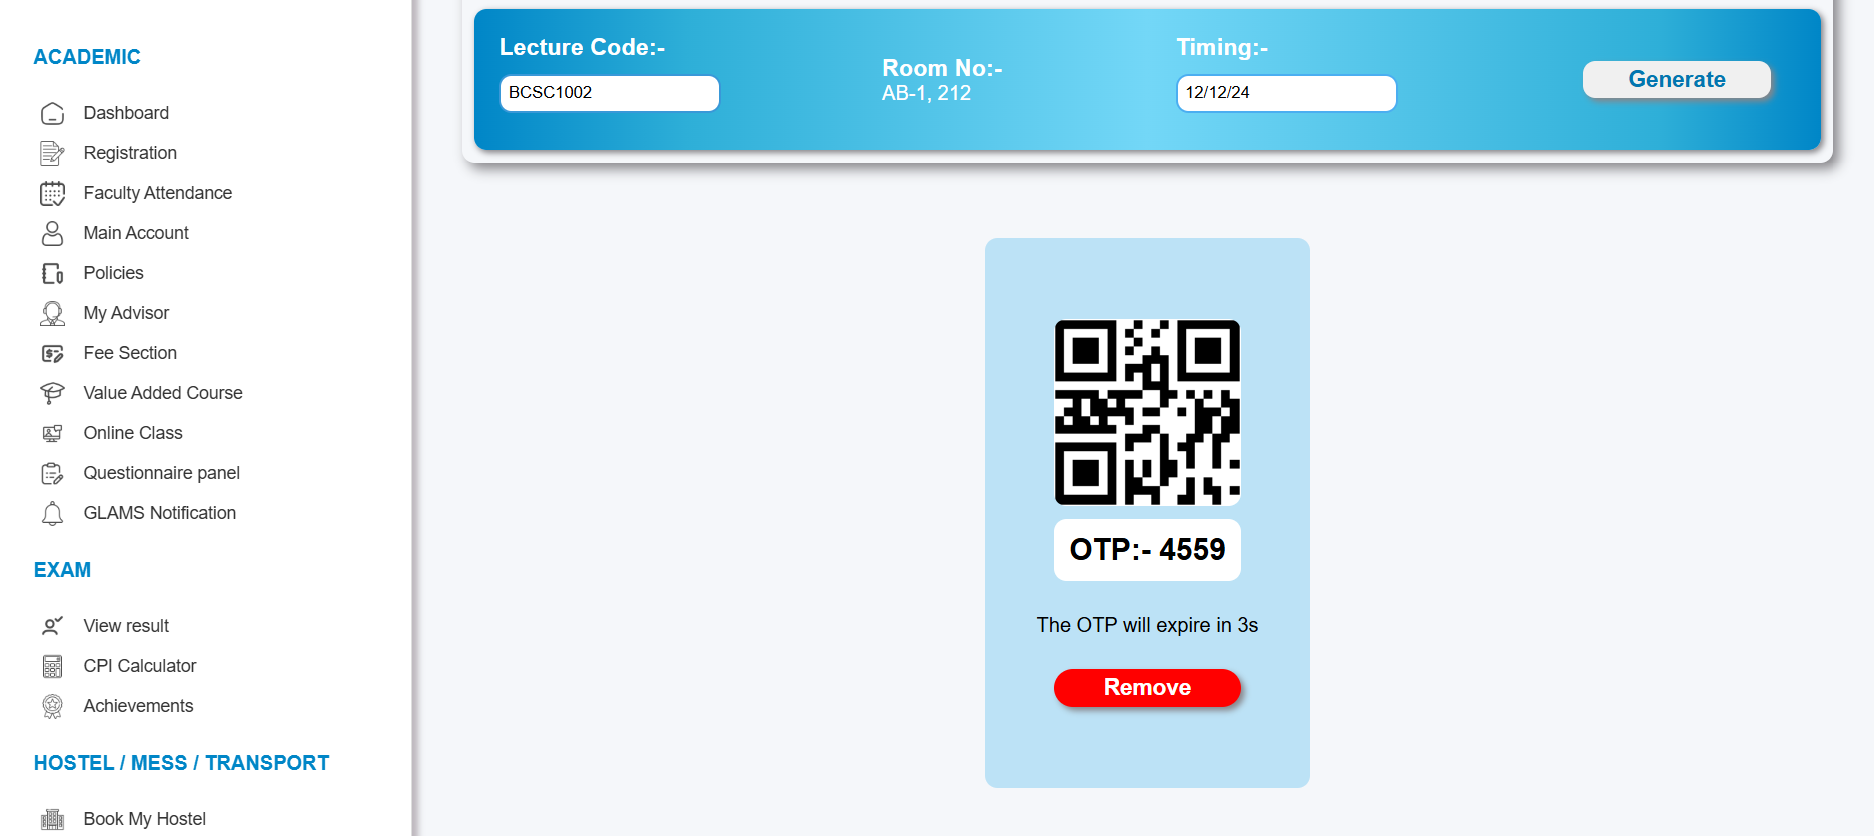 ACADEMIC
Dashboard
Registration
Faculty Attendance
Main Account
Policies
My Advisor
Fee Section
Value Added Course
Online Class
Questionnaire panel
GLAMS Notification
EXAM
View result
CPI Calculator
Achievements
HOSTEL / MESS / TRANSPORT
Book My Hostel
Lecture Code:-
BCSC1002
Room No:-
AB-1, 212
Timing:-
12/12/24
Generate
OTP:- 4559
The OTP will expire in 3s
Remove